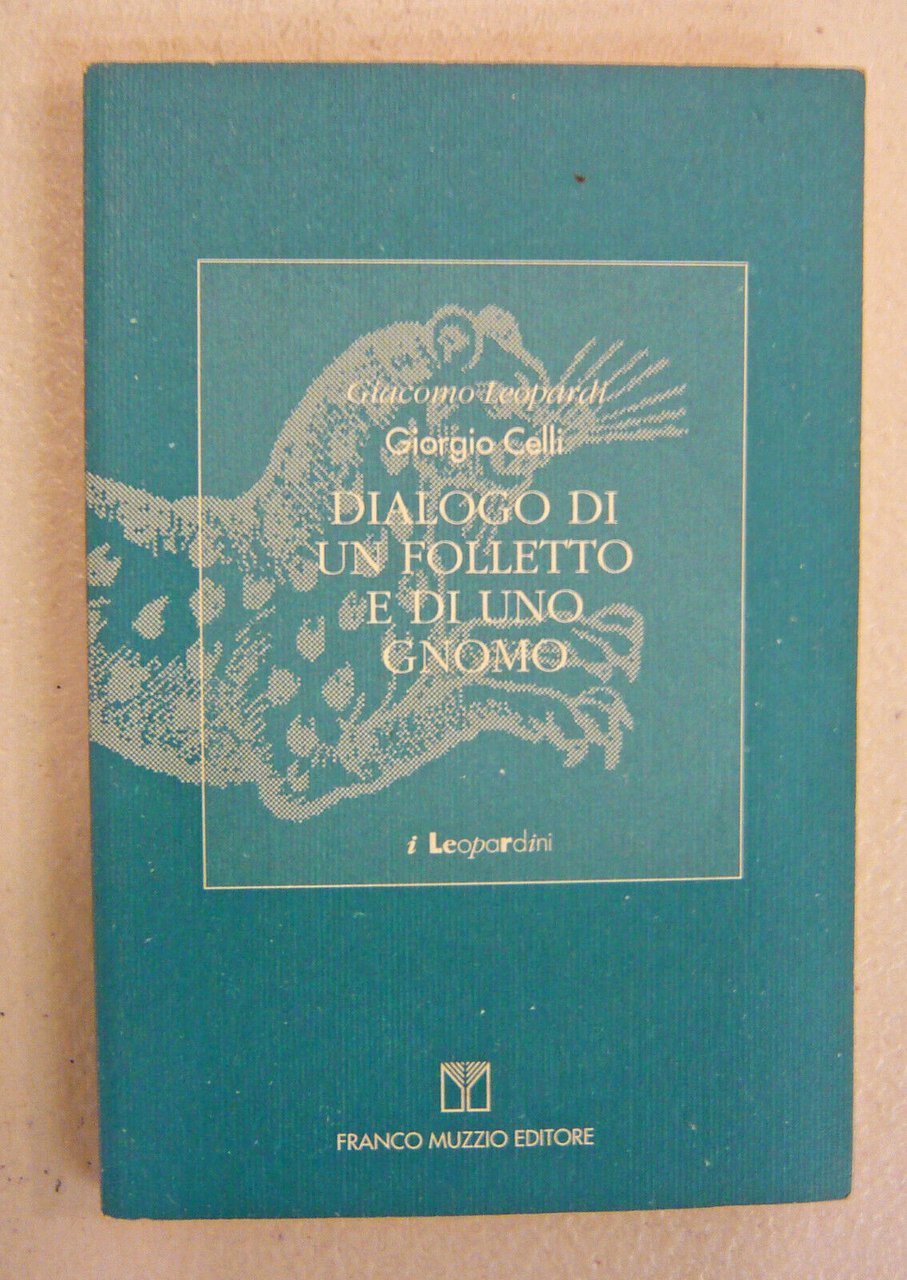 Giacomo Leopardi
Giorgio Celli
DIALOGO DI
UN FOLLETTO
E DI UNO
GNOMO
i Leopardini
FRANCO MUZZIO EDITORE